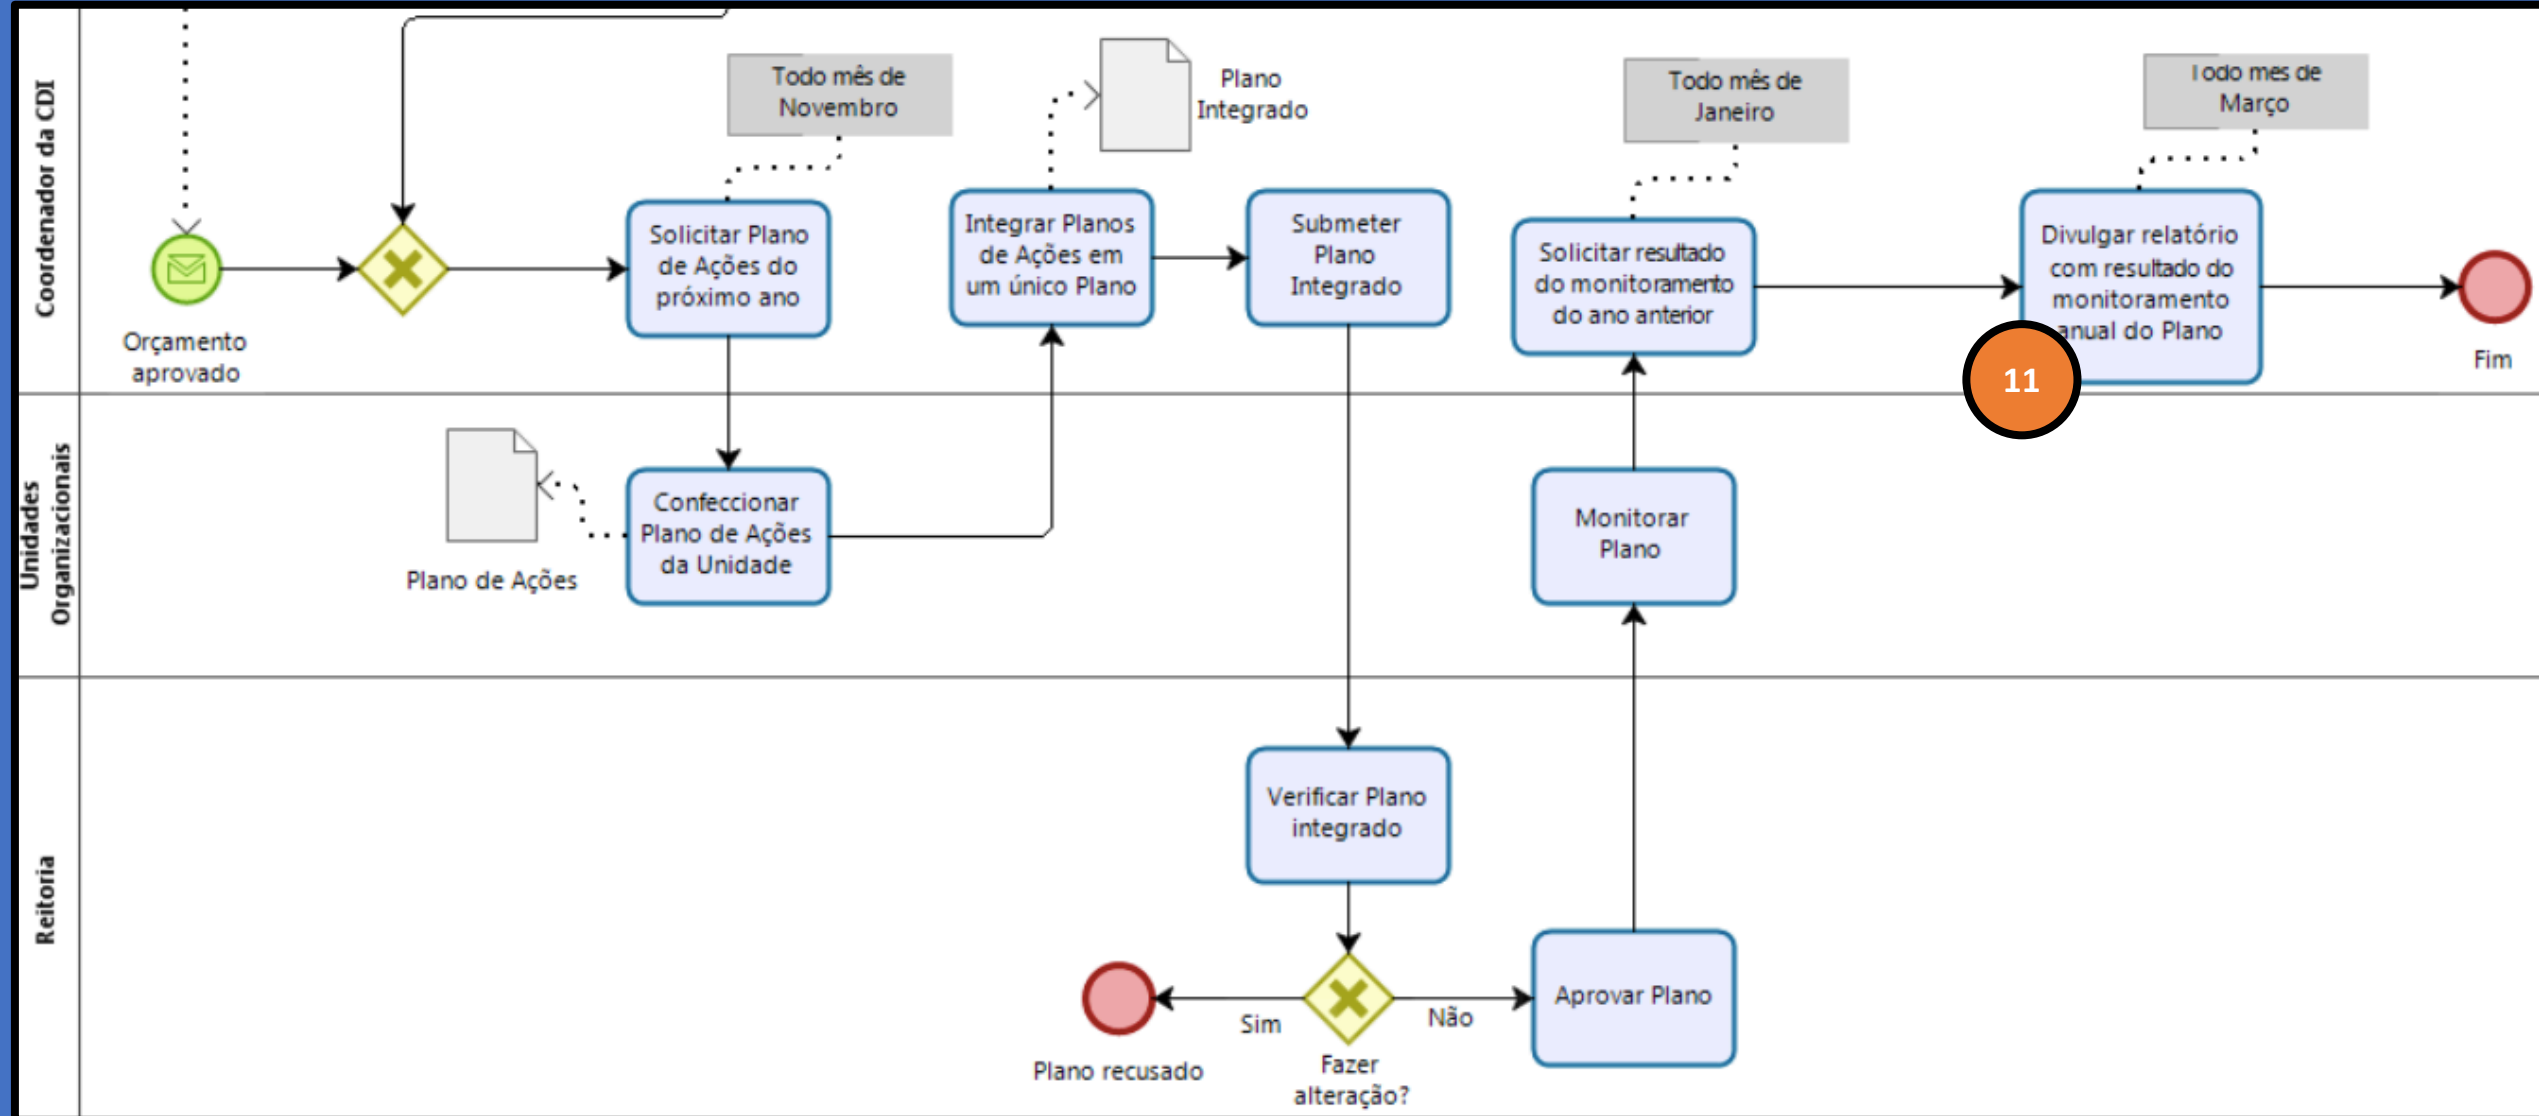 Coordenador da CDI
Todo mês de
Novembro
Plano
Integrado
Todo mês de
Janeiro
Todo mês de
Março
Orçamento
aprovado
Solicitar Plano
de Ações do
próximo ano
Integrar Planos
de Ações em
um único Plano
Submeter
Plano
Integrado
Solicitar resultado
do monitoramento
do ano anterior
Divulgar relatório
com resultado do
monitoramento
anual do Plano
11
Fim
Unidades
Organizacionais
Plano de Ações
Confeccionar
Plano de Ações
da Unidade
Monitorar
Plano
Reitoria
Verificar Plano
integrado
Plano recusado
Sim
Fazer
alteração?
Não
Aprovar Plano